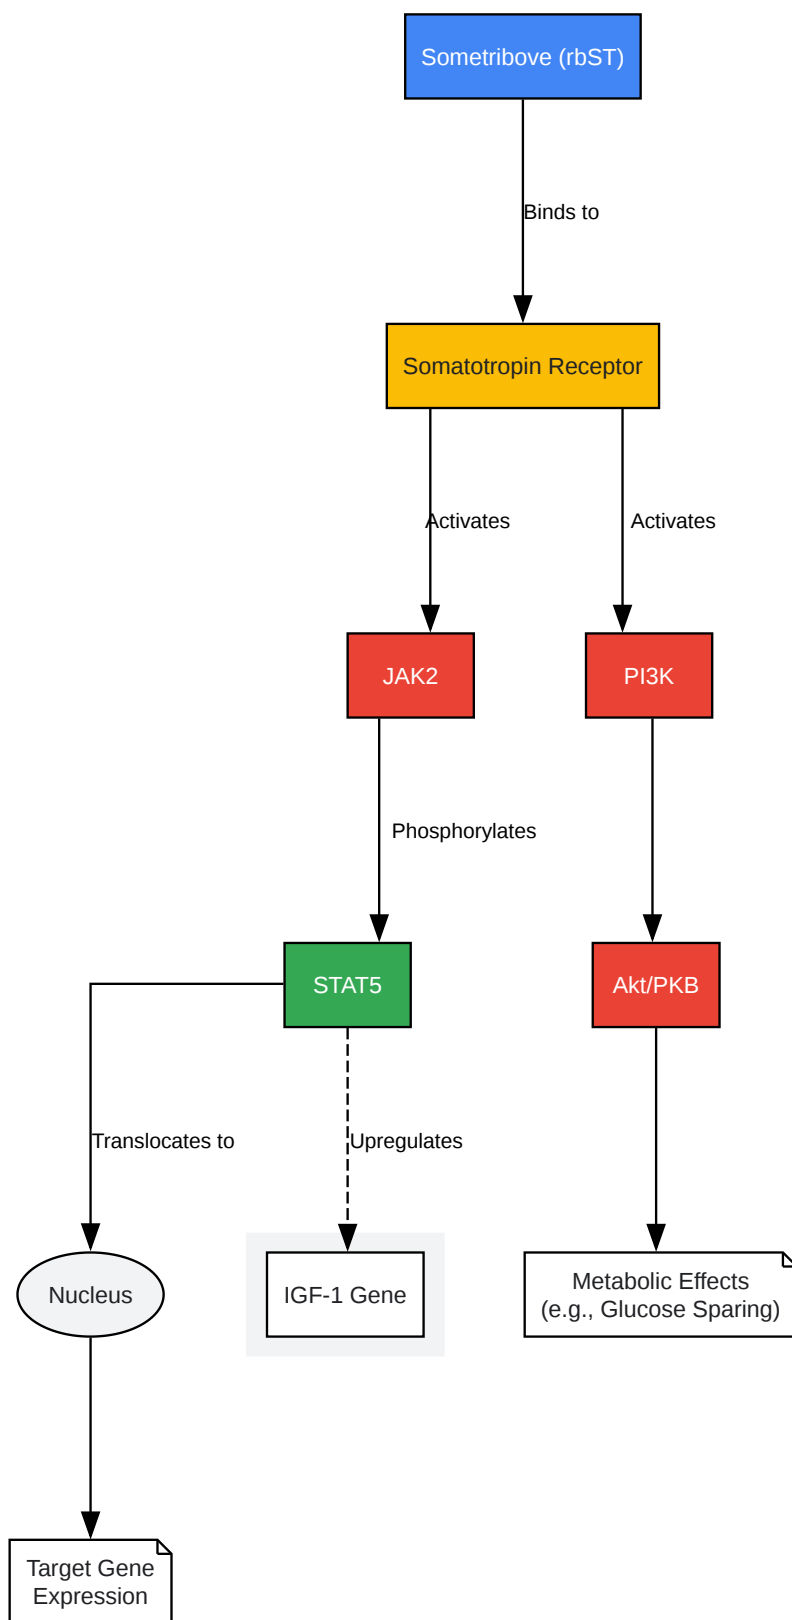 Sometribove (rbST)
Binds to
Somatotropin Receptor
Activates
Activates
JAK2
PI3K
Phosphorylates
STAT5
Akt/PKB
Translocates to
Upregulates
Nucleus
IGF-1 Gene
Metabolic Effects
(e.g., Glucose Sparing)
Target Gene
Expression